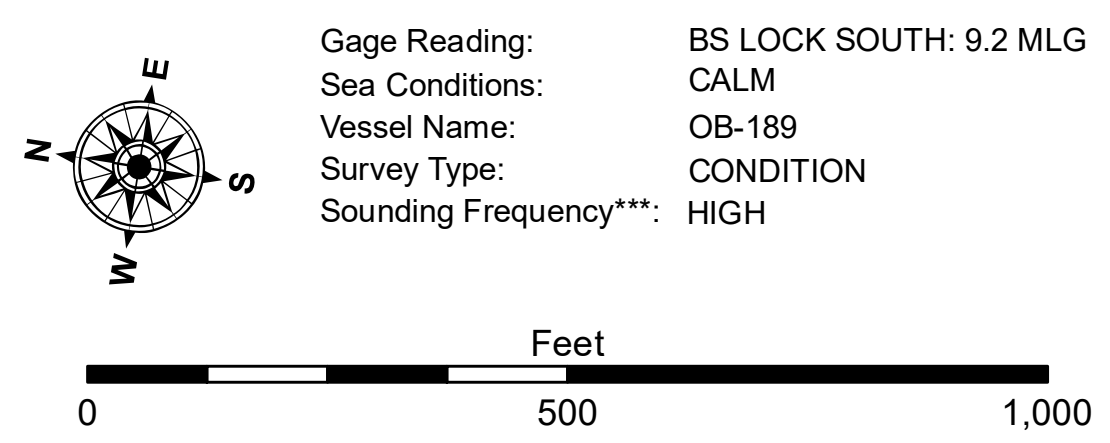 E
N
S
W
Gage Reading: BS LOCK SOUTH: 9.2 MLG
Sea Conditions: CALM
Vessel Name: OB-189
Survey Type: CONDITION
Sounding Frequency***: HIGH
Feet
0 500 1,000